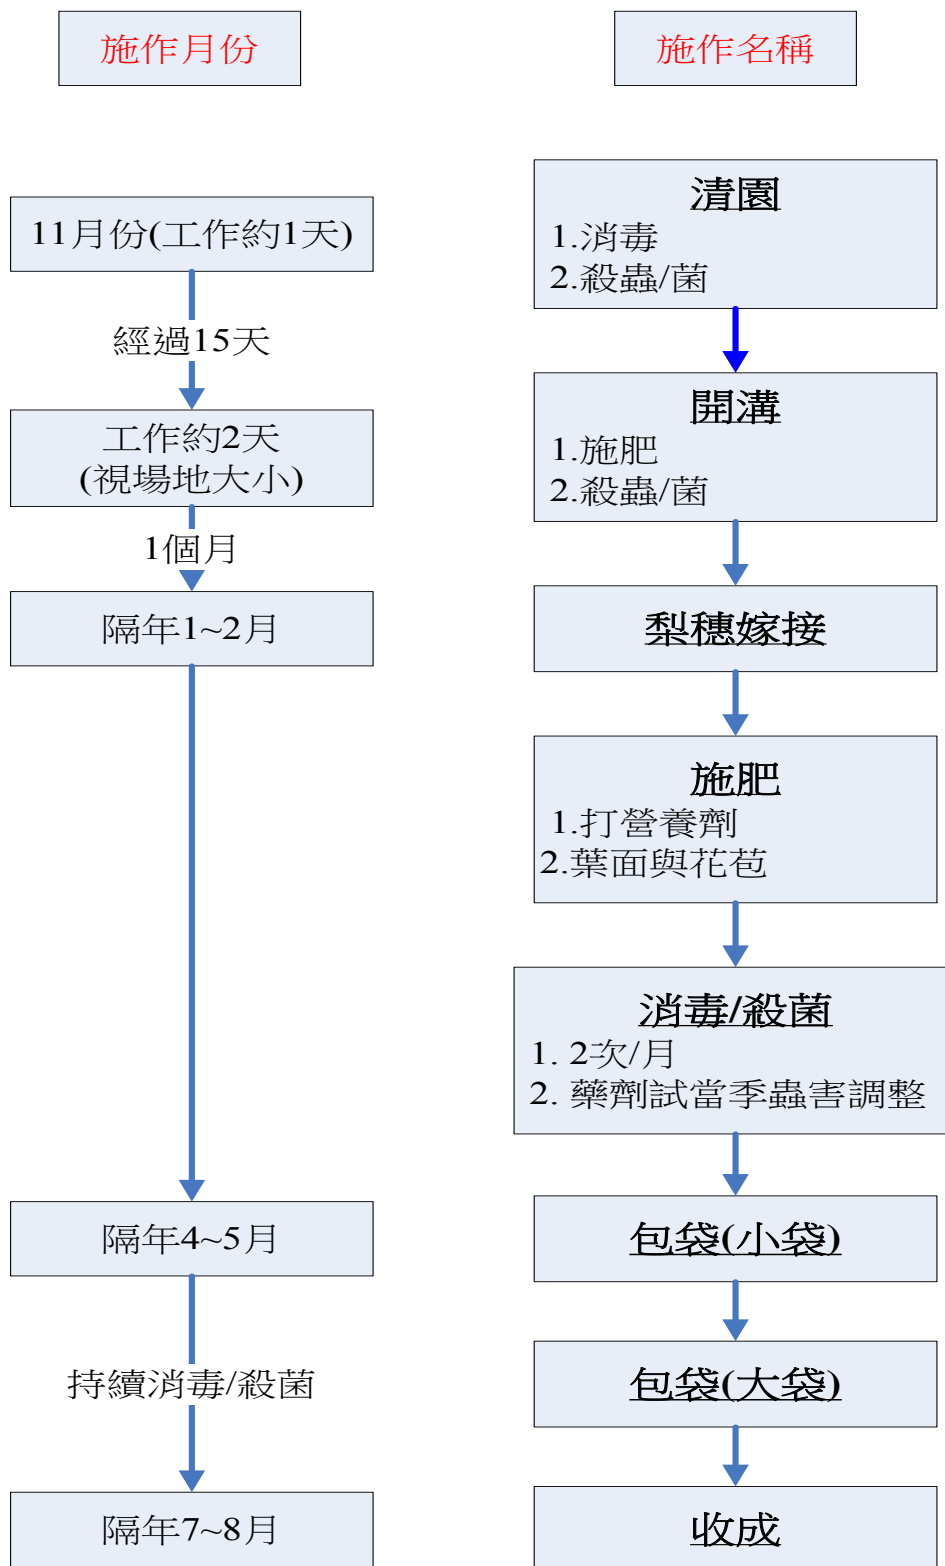 施作月份
施作名稱
11月份(工作約1天)
經過15天
工作約2天
(視場地大小)
1個月
隔年1~2月
隔年4~5月
持續消毒/殺菌
隔年7~8月
清園
1.消毒
2.殺蟲/菌
開溝
1.施肥
2.殺蟲/菌
梨穗嫁接
施肥
1.打營養劑
2.葉面與花苞
消毒/殺菌
1. 2次/月
2. 藥劑試當季蟲害調整
包袋(小袋)
包袋(大袋)
收成